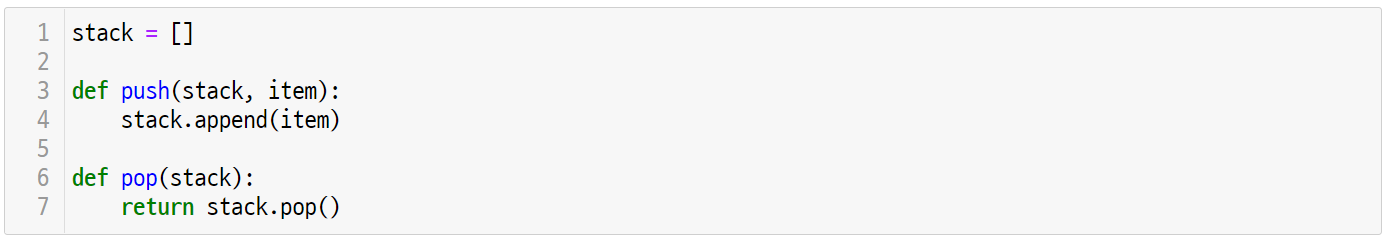 1 stack = []
2
3 def push(stack, item):
4     stack.append(item)
5
6 def pop(stack):
7     return stack.pop()